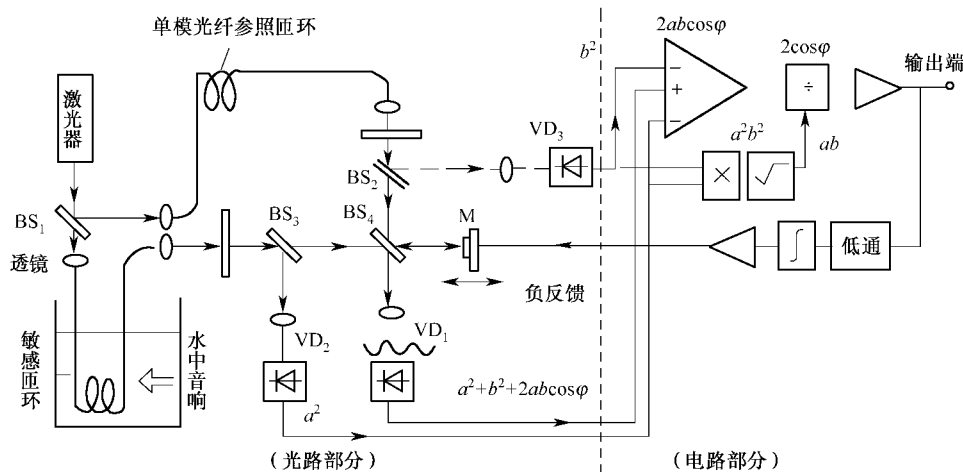 单模光纤参照匝环
激光器
BS₁
透镜
敏感匝环
水中音响
BS₂
BS₃
BS₄
M
VD₃
VD₂
VD₁
a²
a²+b²+2abcosφ
负反馈
(光路部分)
b²
2abcosφ
−
+
−
2cosφ
÷
a²b²
ab
×
√
输出端
∫
低通
(电路部分)